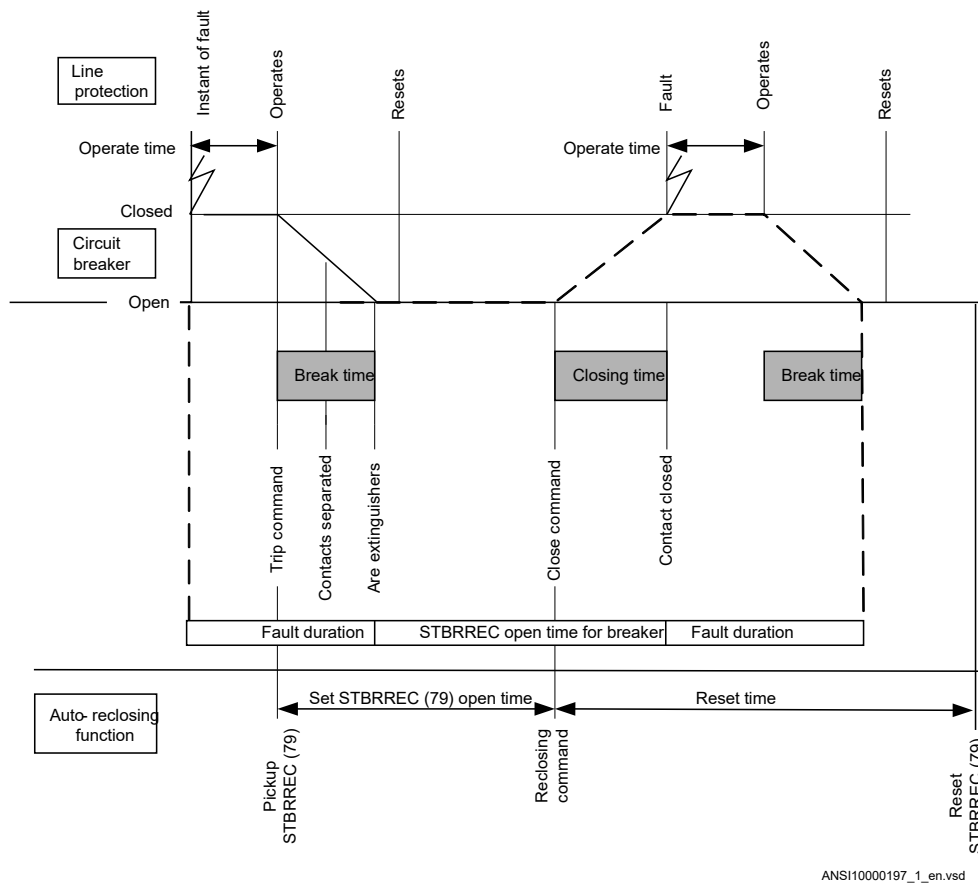 Line
protection
Instant of fault
Operates
Resets
Fault
Operates
Resets
Operate time
Operate time
Closed
Circuit
breaker
Open
Break time
Closing time
Break time
Trip command
Contacts separated
Are extinguishers
Close command
Contact closed
Fault duration
STBRREC open time for breaker
Fault duration
Set STBRREC (79) open time
Reset time
Auto- reclosing
function
Pickup
STBRREC (79)
Reclosing
command
Reset
STBRREC (79)
ANSI10000197_1_en.vsd